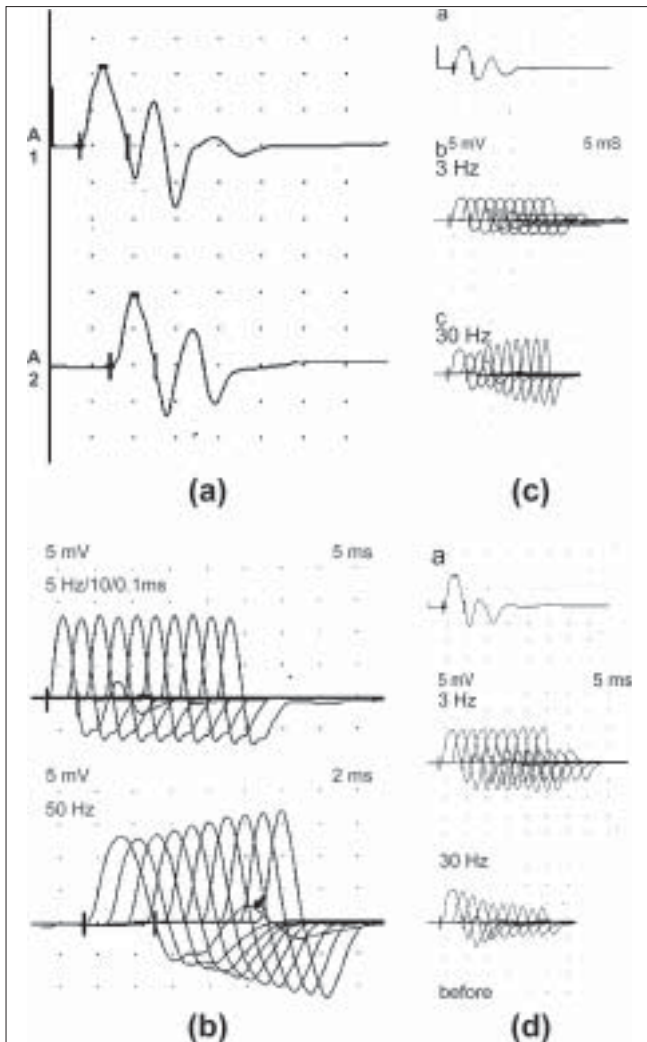 A
1
A
2
(a)
5 mV 5 ms
5 Hz/10/0.1ms
5 mV 2 ms
50 Hz
(b)
a
b 5 mV 5 mS
3 Hz
c
30 Hz
(c)
a
5 mV 5 ms
3 Hz
30 Hz
before
(d)